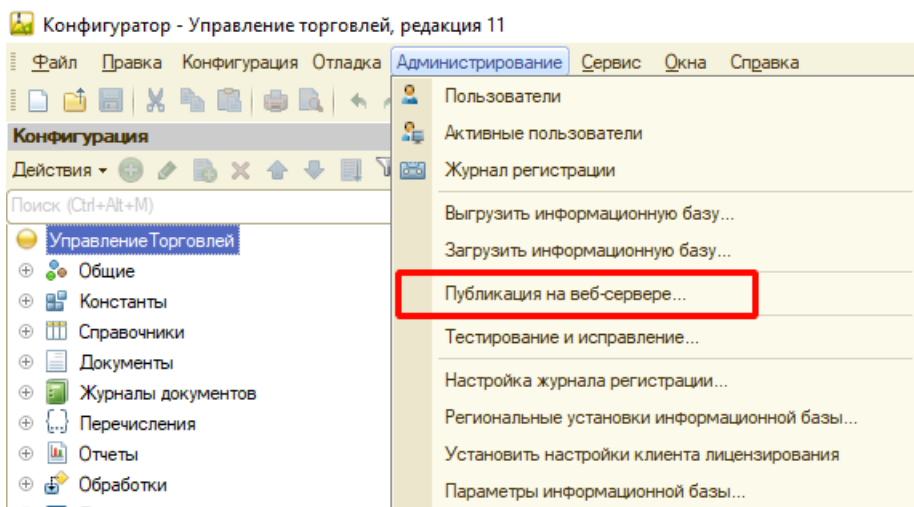 Конфигуратор - Управление торговлей, редакция 11
Файл Правка Конфигурация Отладка Администрирование Сервис Окна Справка
Конфигурация
Действия
Поиск (Ctrl+Alt+M)
УправлениеТорговлей
Общие
Константы
Справочники
Документы
Журналы документов
Перечисления
Отчеты
Обработки
Пользователи
Активные пользователи
Журнал регистрации
Выгрузить информационную базу...
Загрузить информационную базу...
Публикация на веб-сервере...
Тестирование и исправление...
Настройка журнала регистрации...
Региональные установки информационной базы...
Установить настройки клиента лицензирования
Параметры информационной базы...